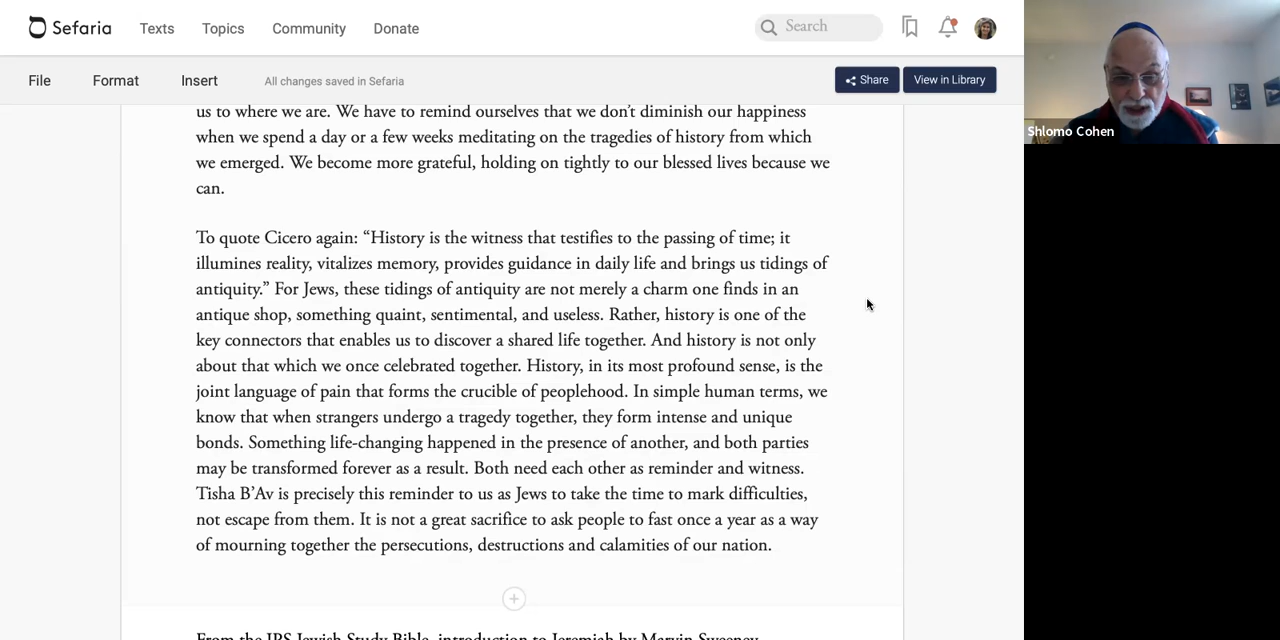 Sefaria
Texts
Topics
Community
Donate
Search
File
Format
Insert
All changes saved in Sefaria
Share
View in Library
us to where we are. We have to remind ourselves that we don’t diminish our happiness
when we spend a day or a few weeks meditating on the tragedies of history from which
we emerged. We become more grateful, holding on tightly to our blessed lives because we
can.
To quote Cicero again: “History is the witness that testifies to the passing of time; it
illumines reality, vitalizes memory, provides guidance in daily life and brings us tidings of
antiquity.” For Jews, these tidings of antiquity are not merely a charm one finds in an
antique shop, something quaint, sentimental, and useless. Rather, history is one of the
key connectors that enables us to discover a shared life together. And history is not only
about that which we once celebrated together. History, in its most profound sense, is the
joint language of pain that forms the crucible of peoplehood. In simple human terms, we
know that when strangers undergo a tragedy together, they form intense and unique
bonds. Something life-changing happened in the presence of another, and both parties
may be transformed forever as a result. Both need each other as reminder and witness.
Tisha B’Av is precisely this reminder to us as Jews to take the time to mark difficulties,
not escape from them. It is not a great sacrifice to ask people to fast once a year as a way
of mourning together the persecutions, destructions and calamities of our nation.
From the JPS Jewish Study Bible, introduction to Jeremiah by Marvin Sweeney
Shlomo Cohen